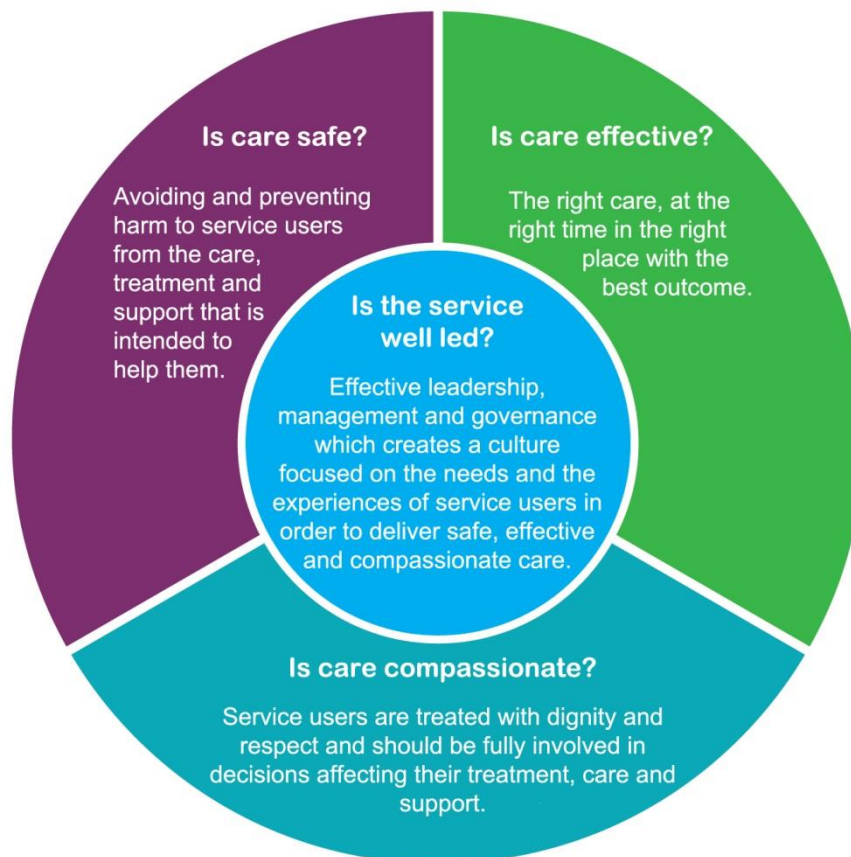 Is care safe?
Avoiding and preventing
harm to service users
from the care,
treatment and
support that is
intended to
help them.
Is care effective?
The right care, at the
right time in the right
place with the
best outcome.
Is the service
well led?
Effective leadership,
management and governance
which creates a culture
focused on the needs and the
experiences of service users in
order to deliver safe, effective
and compassionate care.
Is care compassionate?
Service users are treated with dignity and
respect and should be fully involved in
decisions affecting their treatment, care and
support.